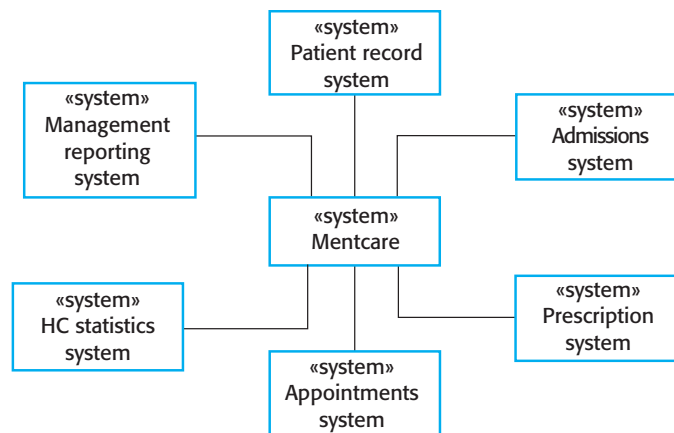 «system»
Patient record
system
«system»
Management
reporting
system
«system»
Admissions
system
«system»
Mentcare
«system»
HC statistics
system
«system»
Prescription
system
«system»
Appointments
system